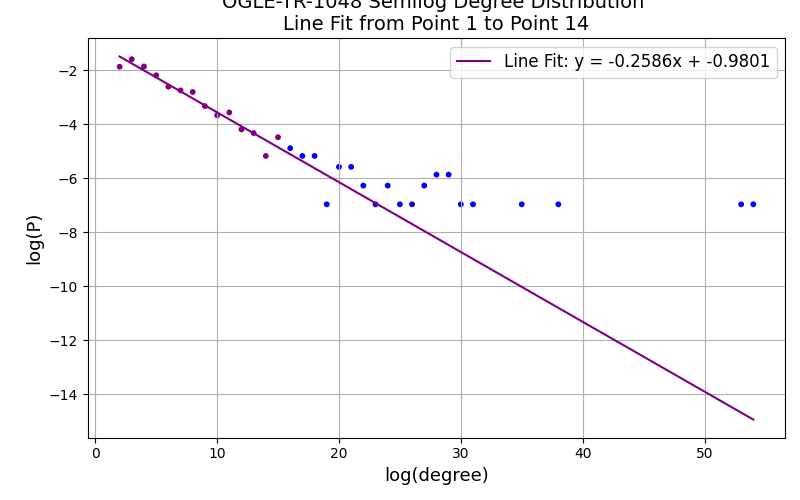 OGLE-TR-1048 Semilog Degree Distribution
Line Fit from Point 1 to Point 14
Line Fit: y = -0.2586x + -0.9801
−2
−4
−6
−8
−10
−12
−14
log(P)
0 10 20 30 40 50
log(degree)